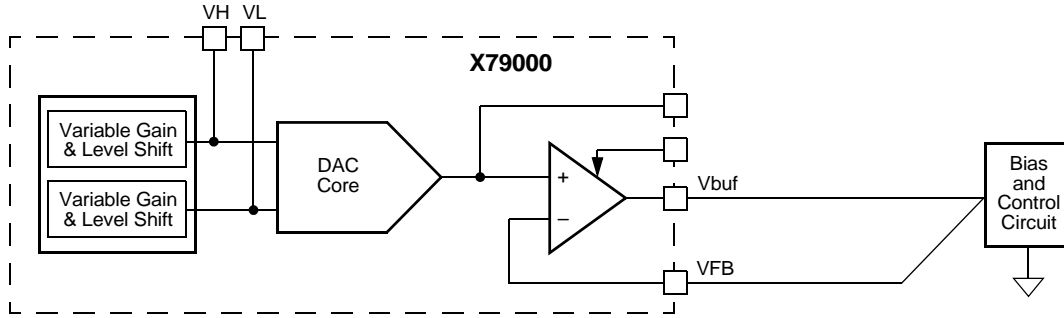 VH VL
X79000
Variable Gain
& Level Shift
Variable Gain
& Level Shift
DAC
Core
+
–
Vbuf
VFB
Bias
and
Control
Circuit